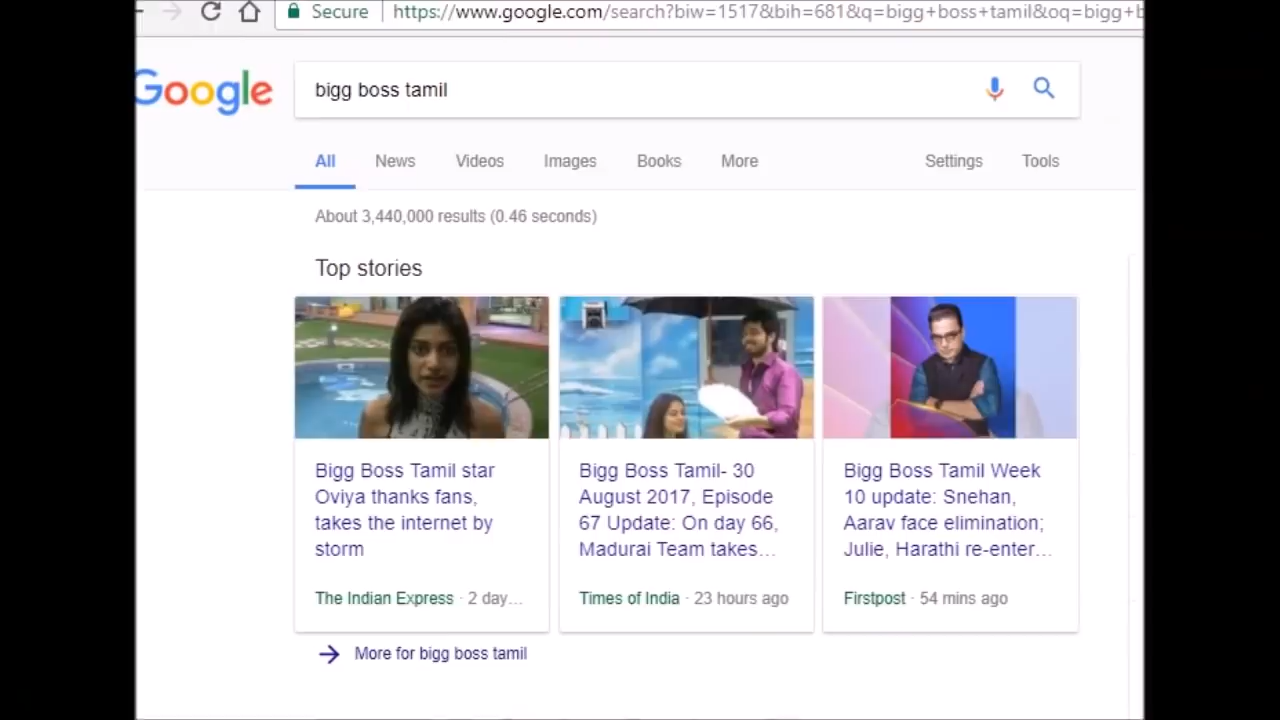 Secure
https://www.google.com/search?biw=1517&bih=681&q=bigg+boss+tamil&oq=bigg+b
Google
bigg boss tamil
All News Videos Images Books More Settings Tools
About 3,440,000 results (0.46 seconds)
Top stories
Bigg Boss Tamil star
Oviya thanks fans,
takes the internet by
storm
The Indian Express · 2 day...
Bigg Boss Tamil- 30
August 2017, Episode
67 Update: On day 66,
Madurai Team takes...
Times of India · 23 hours ago
Bigg Boss Tamil Week
10 update: Snehan,
Aarav face elimination;
Julie, Harathi re-enter...
Firstpost · 54 mins ago
More for bigg boss tamil